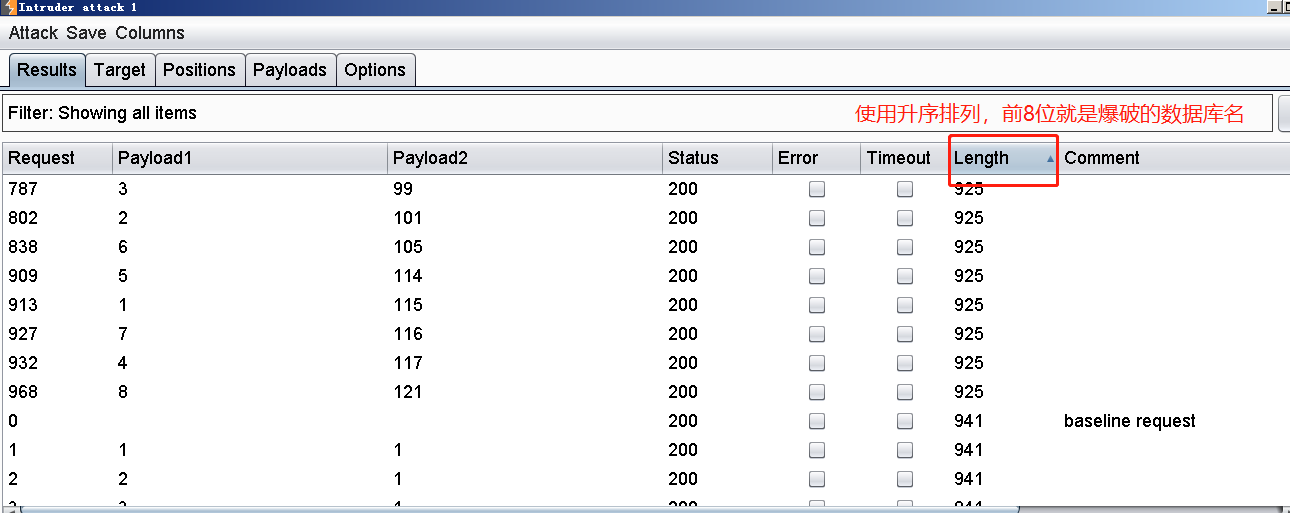 Intruder attack 1
Attack Save Columns
Results Target Positions Payloads Options
Filter: Showing all items 使用升序排列，前8位就是爆破的数据库名
Request Payload1 Payload2 Status Error Timeout Length Comment
787 3 99 200 925
802 2 101 200 925
838 6 105 200 925
909 5 114 200 925
913 1 115 200 925
927 7 116 200 925
932 4 117 200 925
968 8 121 200 925
0 200 941 baseline request
1 1 1 200 941
2 2 1 200 941